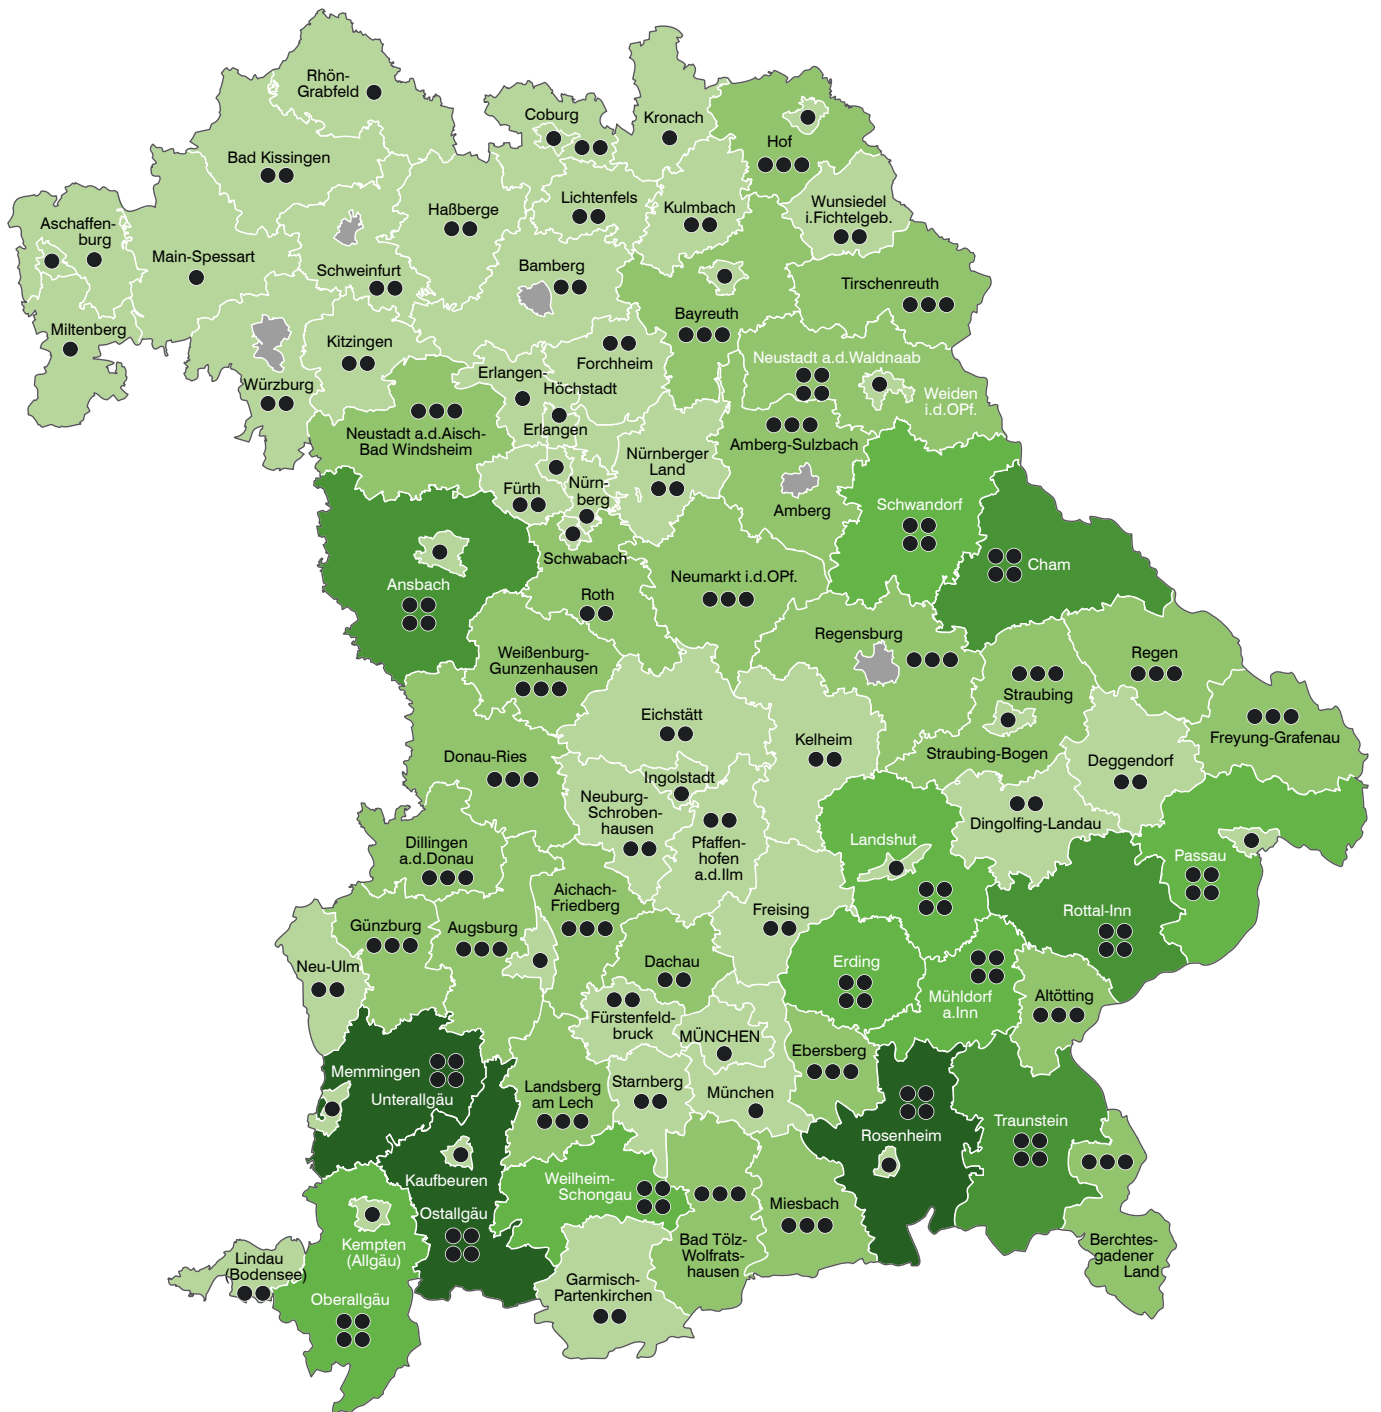 Rhön-
Grabfeld
Coburg
Kronach
Hof
Bad Kissingen
Lichtenfels
Kulmbach
Wunsiedel
i.Fichtelgeb.
Haßberge
Aschaffen-
burg
Main-Spessart
Schweinfurt
Bamberg
Tirschenreuth
Bayreuth
Miltenberg
Kitzingen
Forchheim
Neustadt a.d.Waldnaab
Weiden
i.d.OPf.
Würzburg
Erlangen-
Höchstadt
Erlangen
Neustadt a.d.Aisch-
Bad Windsheim
Amberg-Sulzbach
Nürnberger
Land
Fürth
Nürn-
berg
Amberg
Schwandorf
Schwabach
Cham
Ansbach
Roth
Neumarkt i.d.OPf.
Regensburg
Weißenburg-
Gunzenhausen
Regen
Straubing
Eichstätt
Kelheim
Freyung-Grafenau
Straubing-Bogen
Deggendorf
Donau-Ries
Ingolstadt
Neuburg-
Schroben-
hausen
Dingolfing-Landau
Pfaffen-
hofen
a.d.Ilm
Landshut
Passau
Dillingen
a.d.Donau
Aichach-
Friedberg
Freising
Rottal-Inn
Günzburg
Augsburg
Neu-Ulm
Dachau
Erding
Mühldorf
a.Inn
Altötting
Fürstenfeld-
bruck
MÜNCHEN
Ebersberg
Memmingen
Unterallgäu
Landsberg
am Lech
Starnberg
München
Rosenheim
Traunstein
Kaufbeuren
Weilheim-
Schongau
Ostallgäu
Miesbach
Kempten
(Allgäu)
Bad Tölz-
Wolfrats-
hausen
Berchtes-
gadener
Land
Lindau
(Bodensee)
Garmisch-
Partenkirchen
Oberallgäu